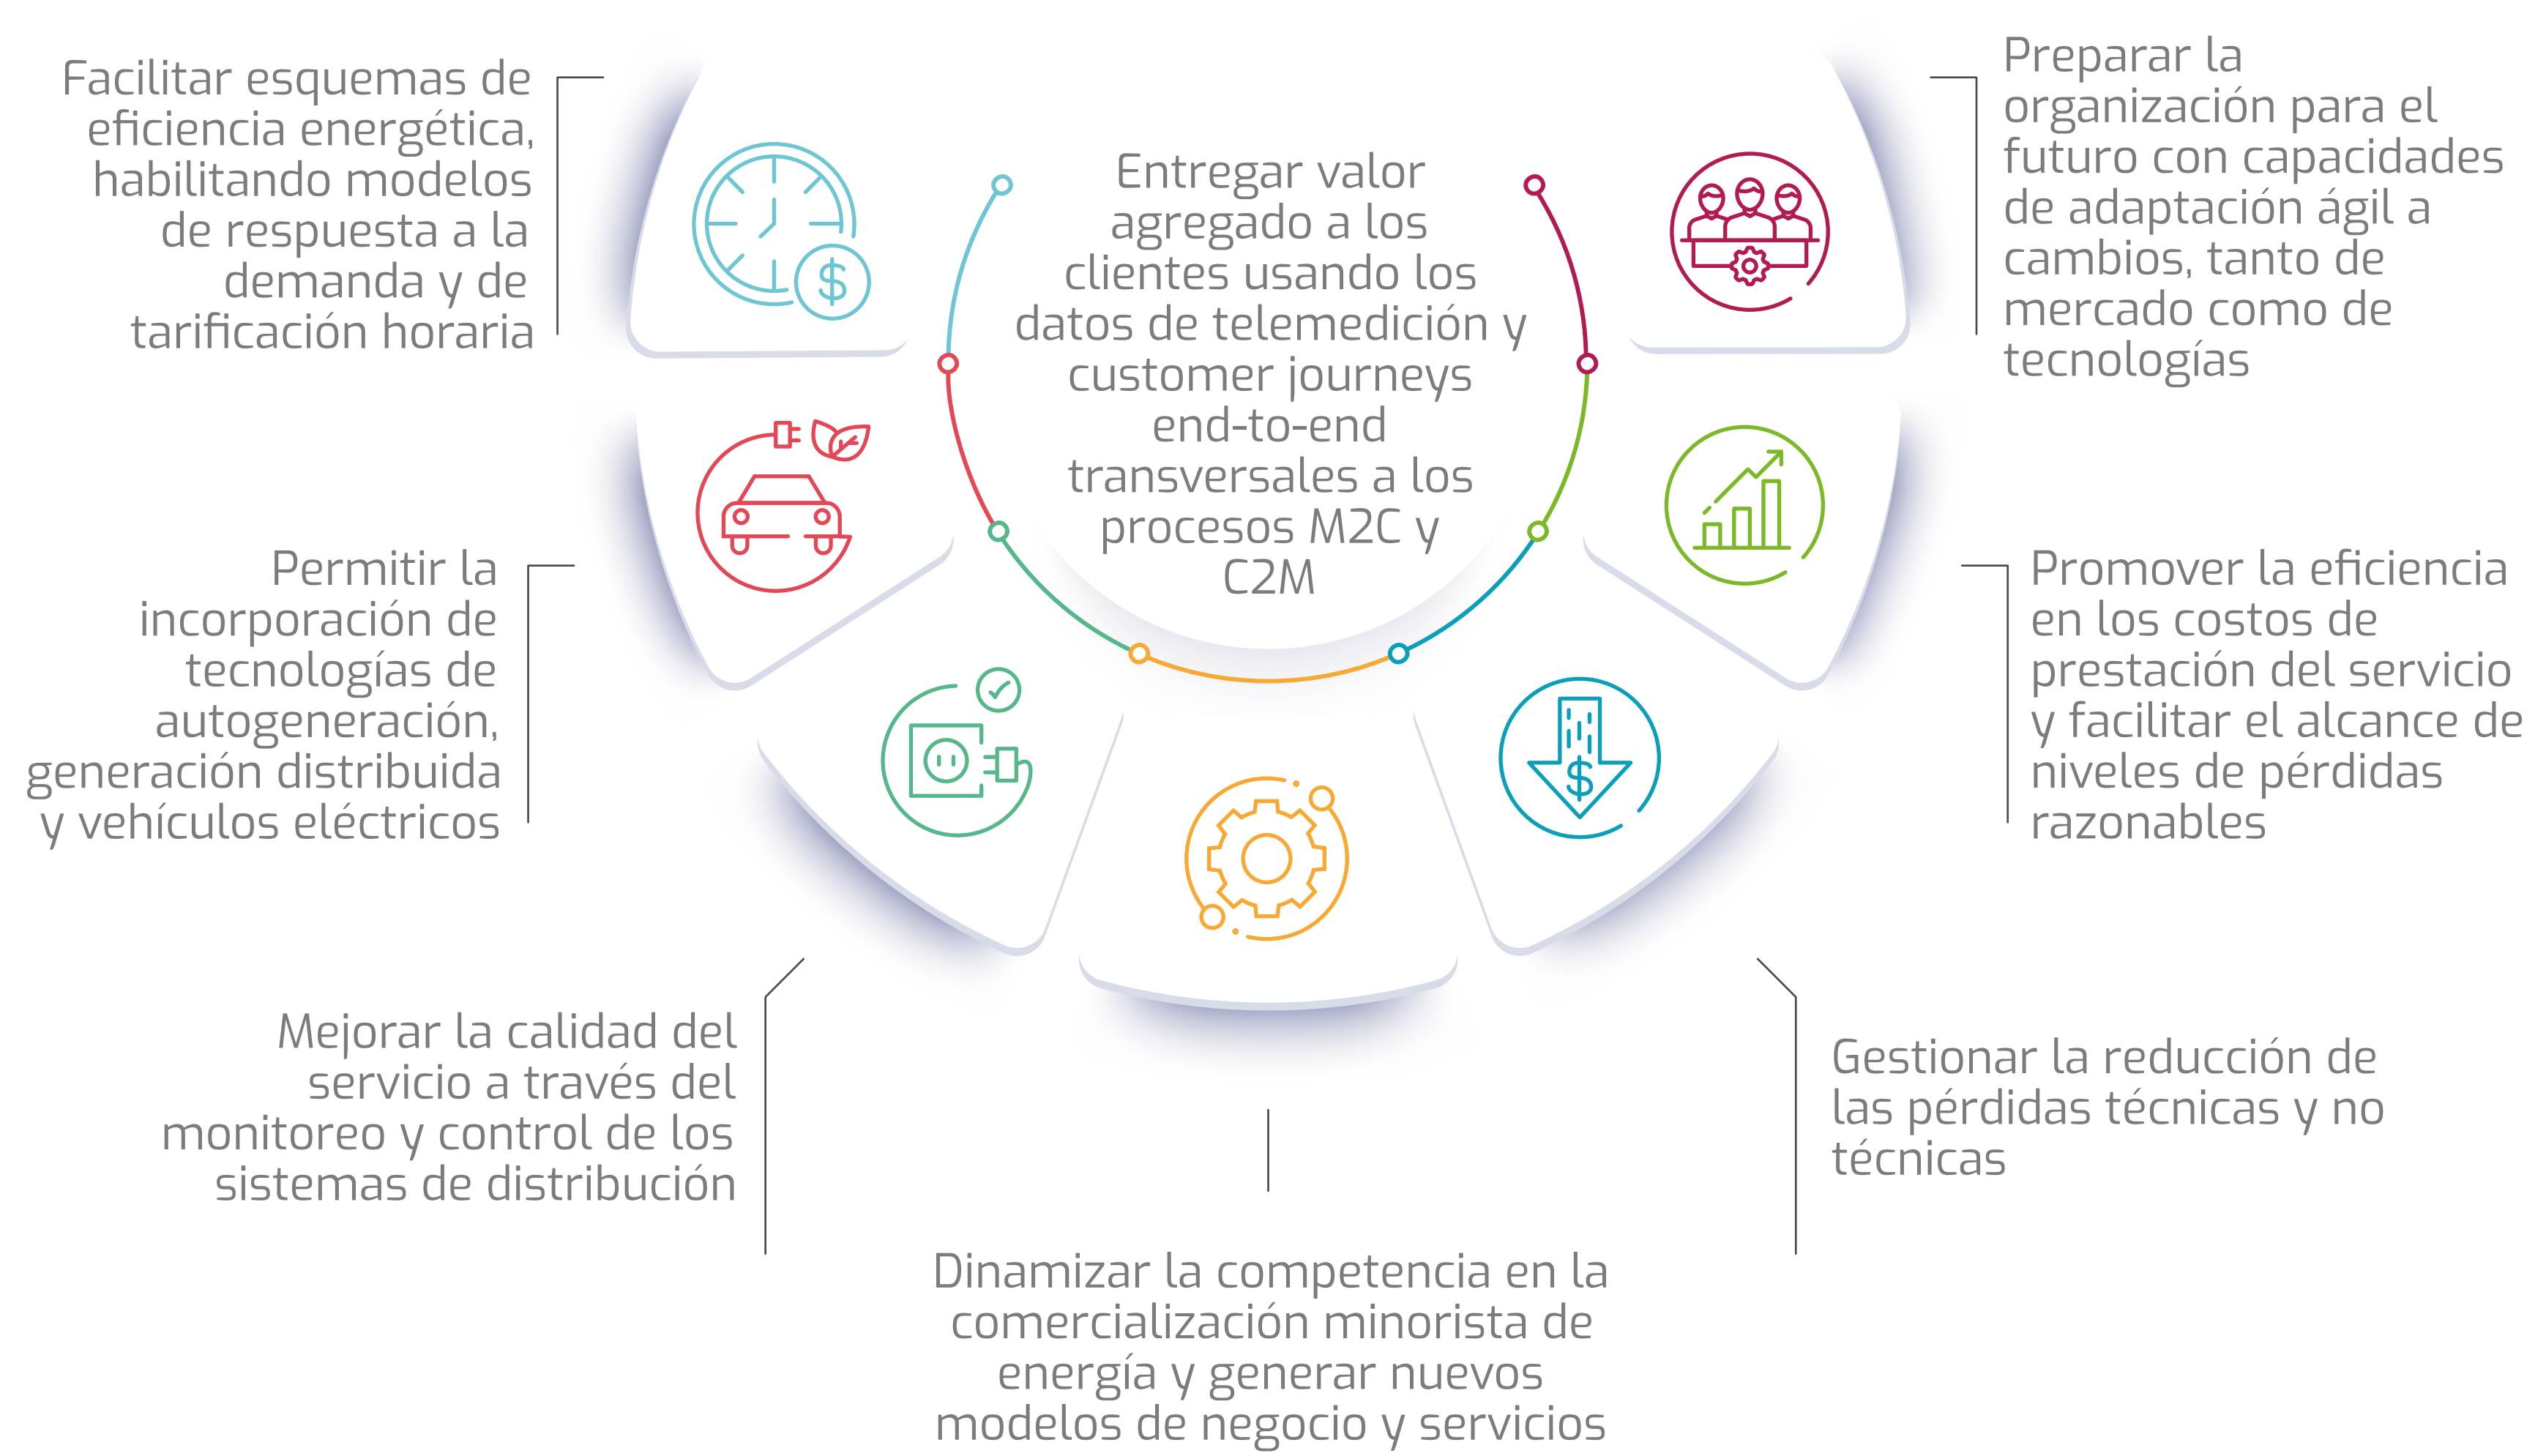 Facilitar esquemas de
eficiencia energética,
habilitando modelos
de respuesta a la
demanda y de
tarificación horaria
Permitir la
incorporación de
tecnologías de
autogeneración,
generación distribuida
y vehículos eléctricos
Mejorar la calidad del
servicio a través del
monitoreo y control de los
sistemas de distribución
Entregar valor
agregado a los
clientes usando los
datos de telemedición y
customer journeys
end-to-end
transversales a los
procesos M2C y
C2M
Dinamizar la competencia en la
comercialización minorista de
energía y generar nuevos
modelos de negocio y servicios
Preparar la
organización para el
futuro con capacidades
de adaptación ágil a
cambios, tanto de
mercado como de
tecnologías
Promover la eficiencia
en los costos de
prestación del servicio
y facilitar el alcance de
niveles de pérdidas
razonables
Gestionar la reducción de
las pérdidas técnicas y no
técnicas
$
$